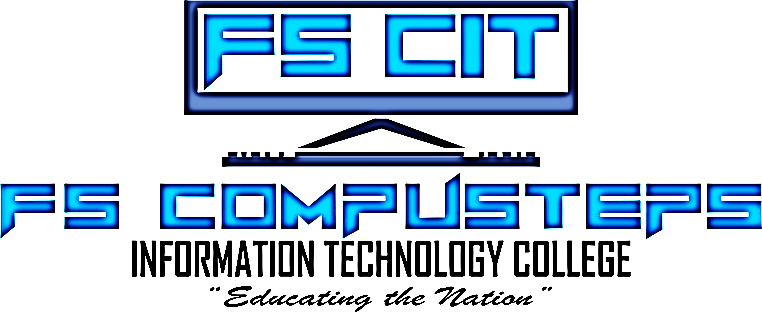 FS CIT
FS COMPUSTEPS
INFORMATION TECHNOLOGY COLLEGE
"Educating the Nation"